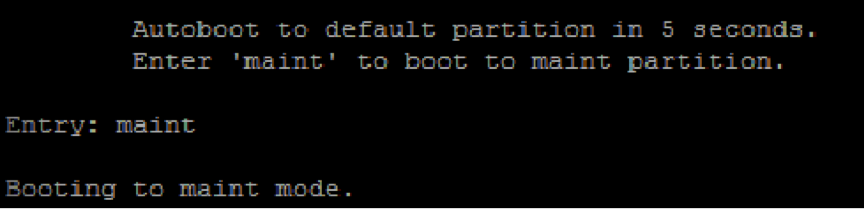 Autoboot to default partition in 5 seconds.
Enter 'maint' to boot to maint partition.
Entry: maint
Booting to maint mode.